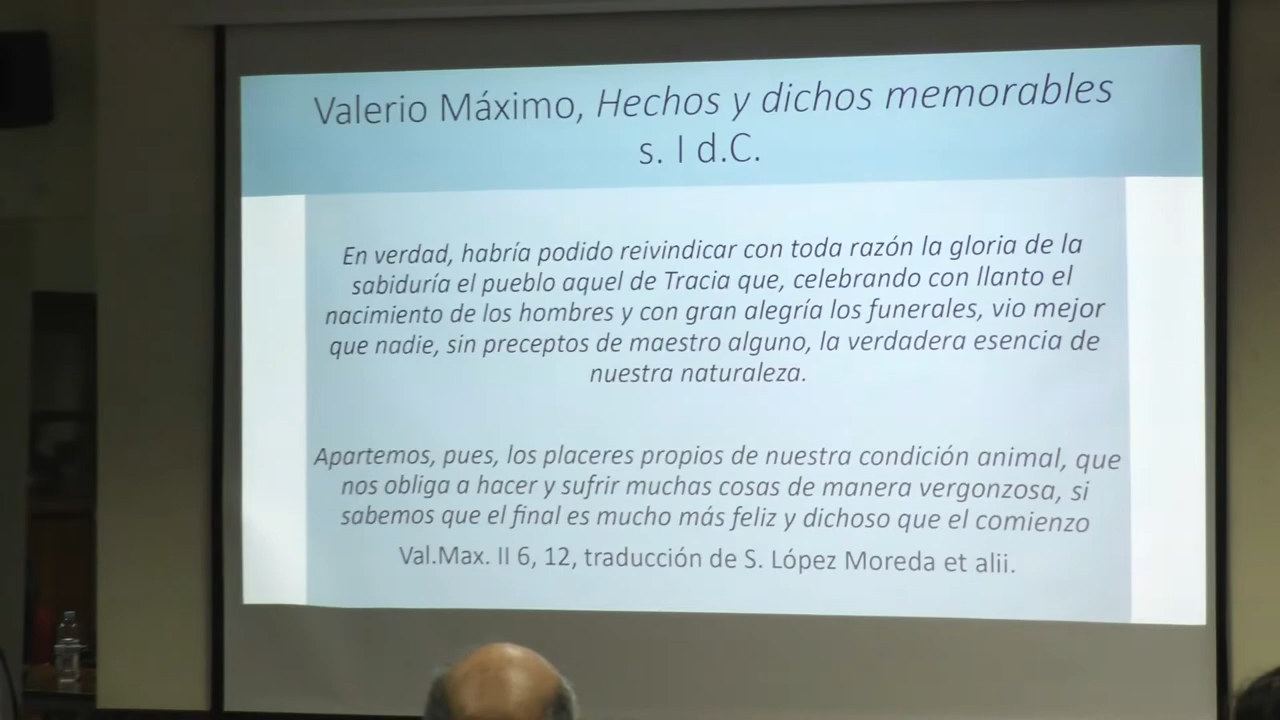 Valerio Máximo, Hechos y dichos memorables
s. I d.C.
En verdad, habría podido reivindicar con toda razón la gloria de la
sabiduría el pueblo aquel de Tracia que, celebrando con llanto el
nacimiento de los hombres y con gran alegría los funerales, vio mejor
que nadie, sin preceptos de maestro alguno, la verdadera esencia de
nuestra naturaleza.
Apartemos, pues, los placeres propios de nuestra condición animal, que
nos obliga a hacer y sufrir muchas cosas de manera vergonzosa, si
sabemos que el final es mucho más feliz y dichoso que el comienzo
Val.Max. II 6, 12, traducción de S. López Moreda et alii.